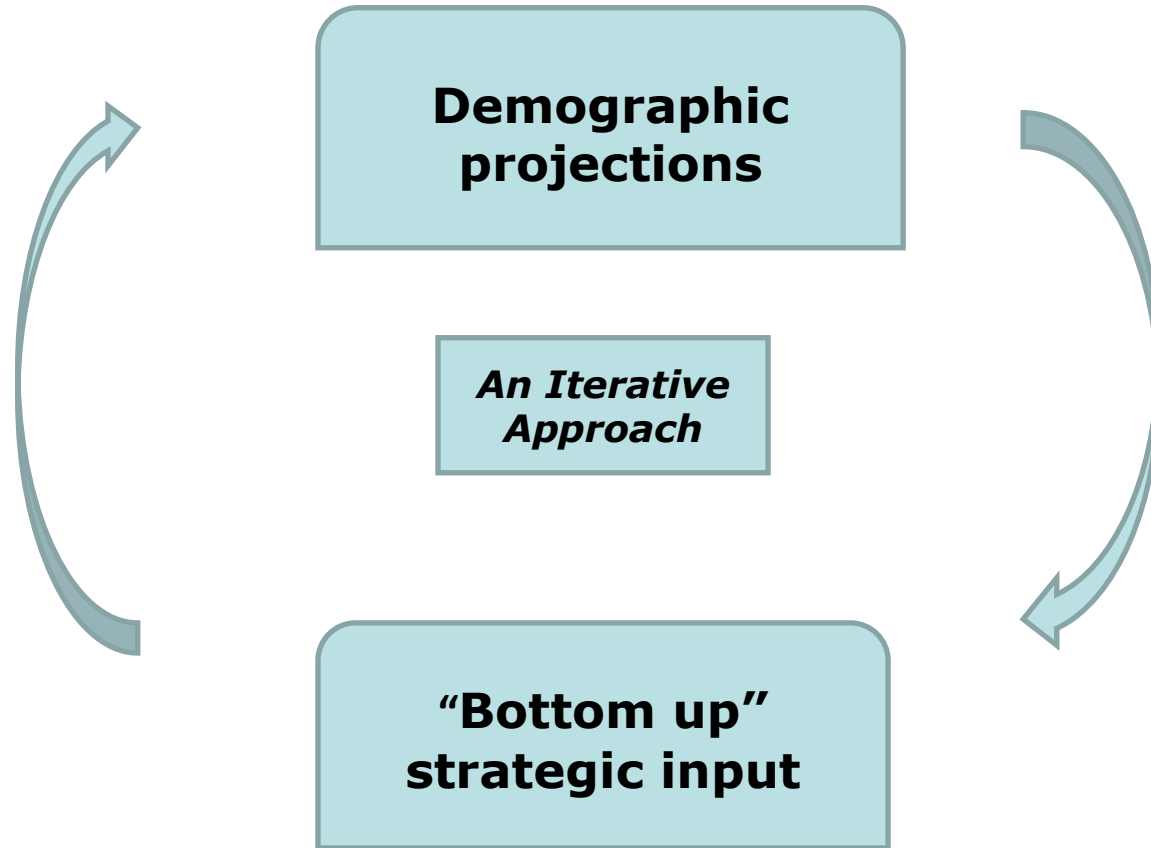 Demographic
projections
An Iterative
Approach
“Bottom up”
strategic input